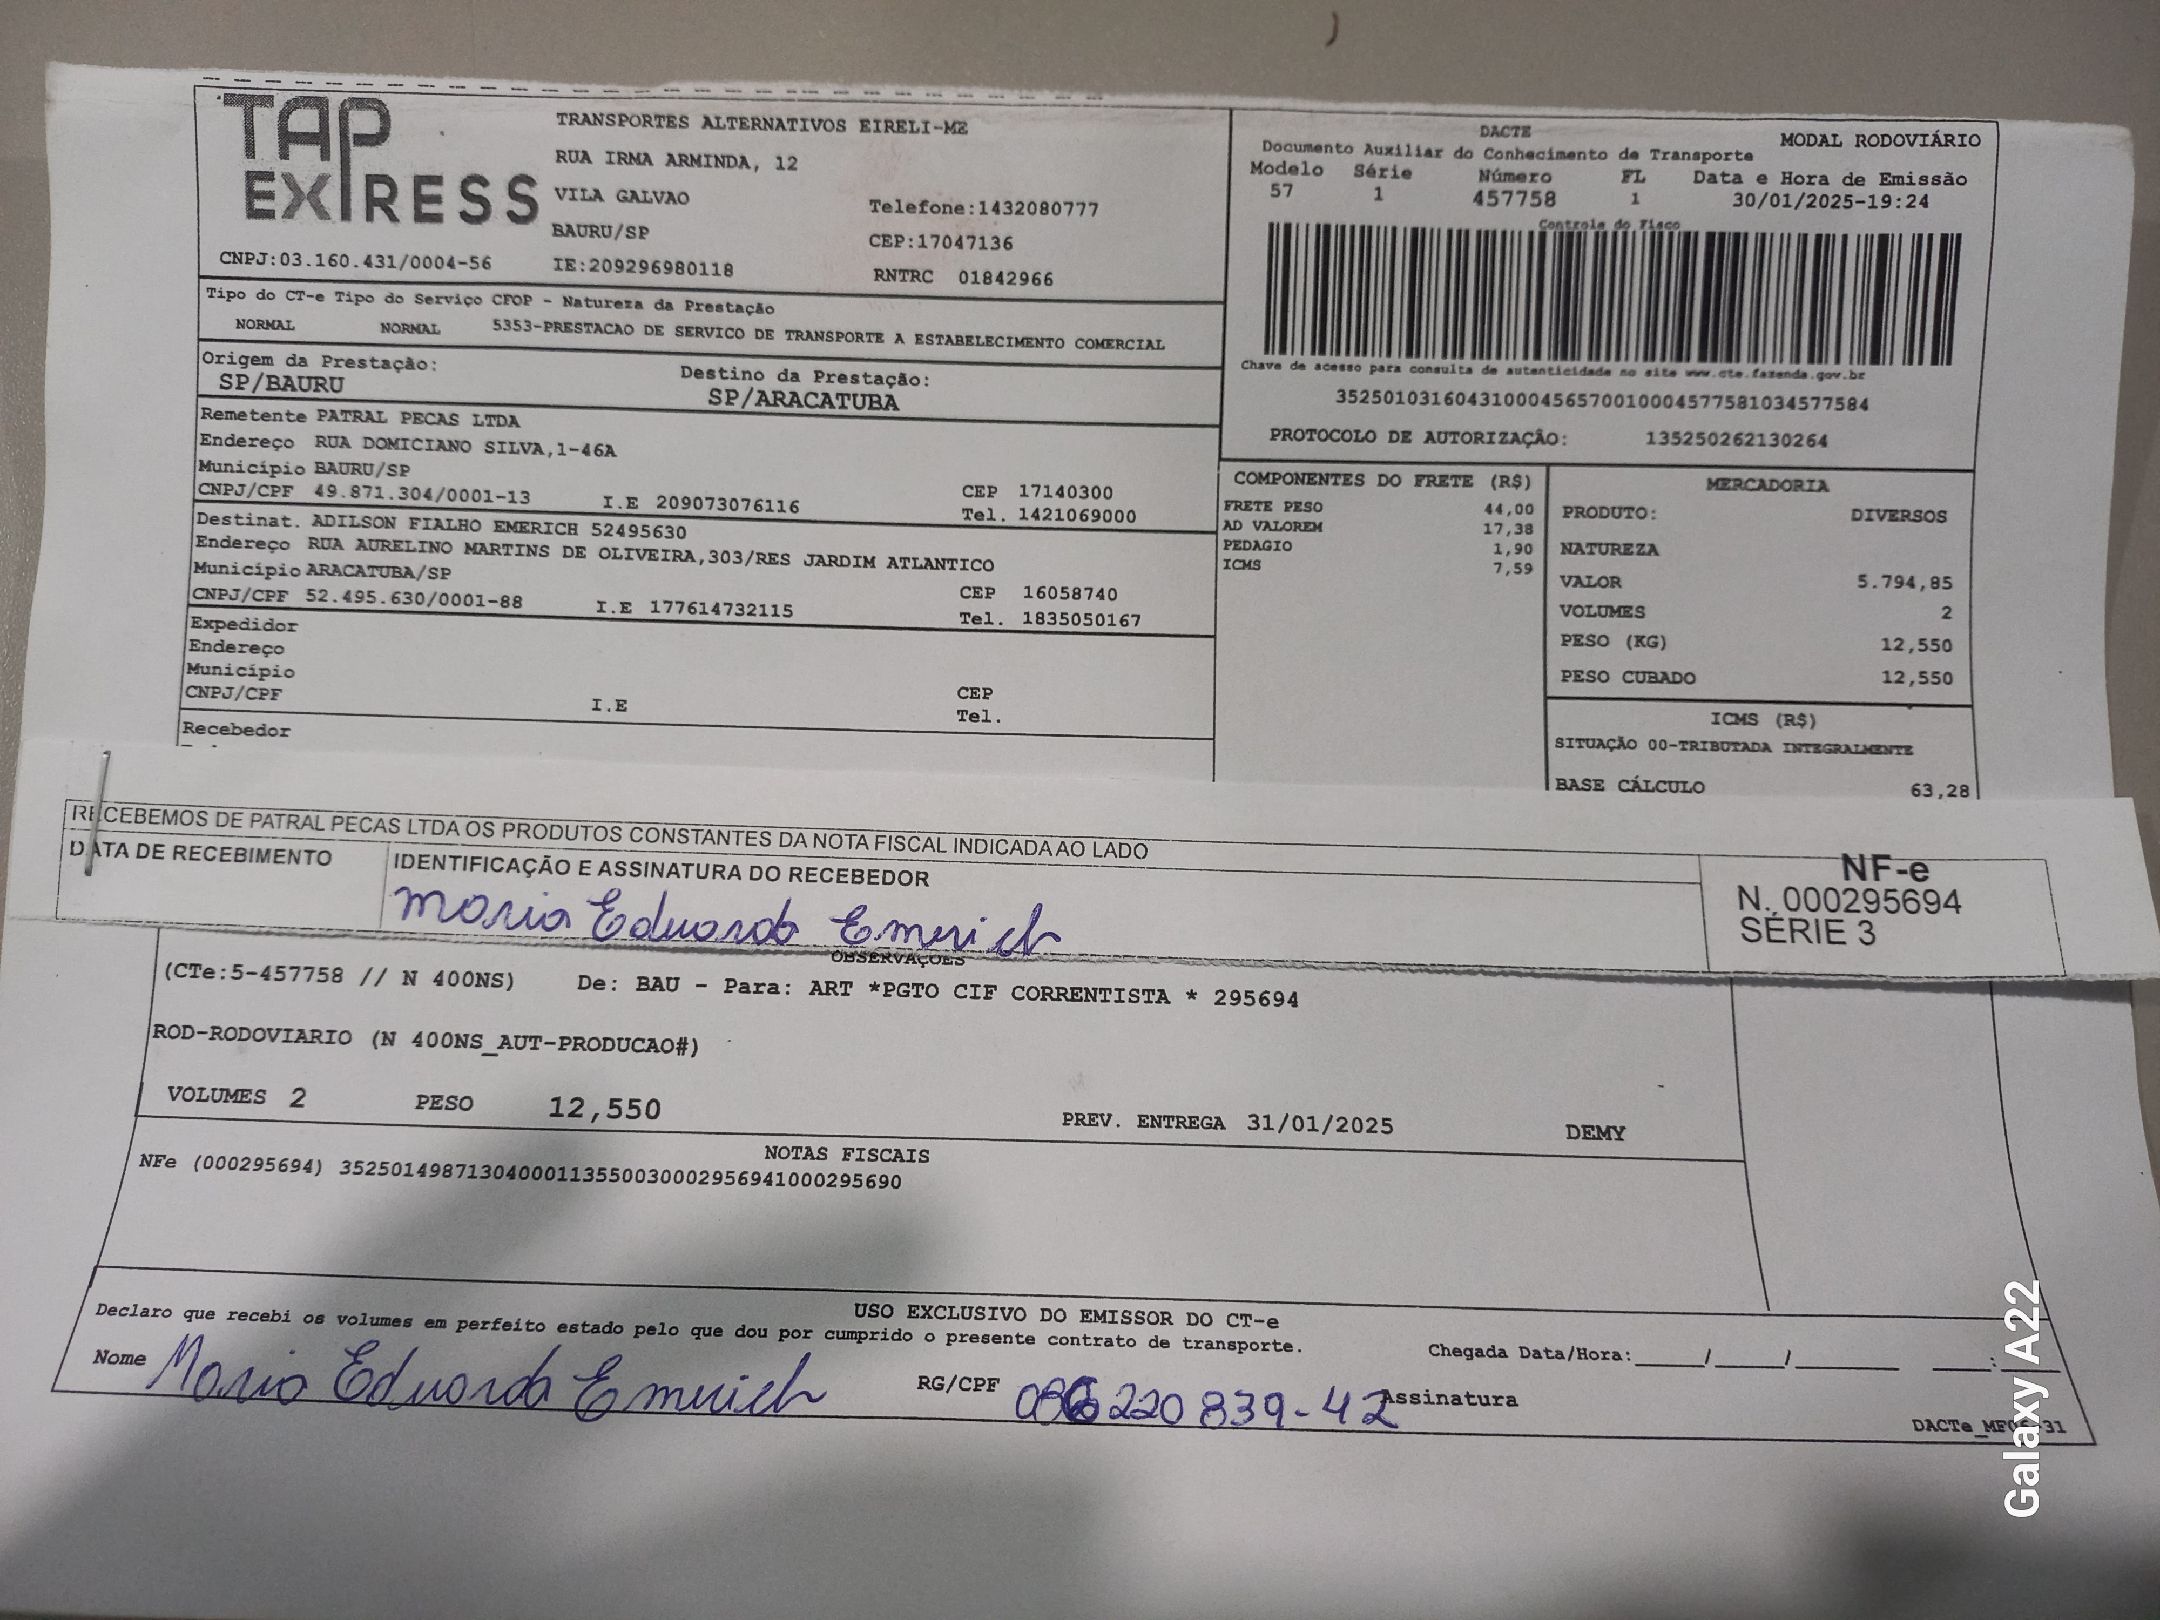 TAP
EXPRESS
TRANSPORTES ALTERNATIVOS EIRELI-ME
RUA IRMA ARMINDA, 12
VILA GALVAO
Telefone:1432080777
BAURU/SP
CEP:17047136
CNPJ:03.160.431/0004-56
IE:209296980118
RNTRC 01842966
DACTE
MODAL RODOVIÁRIO
Documento Auxiliar do Conhecimento de Transporte
Modelo Série Número FL Data e Hora de Emissão
57 1 457758 1 30/01/2025-19:24
Controle do Fisco
Chave de acesso para consulta de autenticidade no site www.cte.fazenda.gov.br
35250103160431000456570010004577581034577584
PROTOCOLO DE AUTORIZAÇÃO: 135250262130264
Tipo do CT-e Tipo do Serviço CFOP - Natureza da Prestação
NORMAL NORMAL 5353-PRESTACAO DE SERVICO DE TRANSPORTE A ESTABELECIMENTO COMERCIAL
Origem da Prestação: Destino da Prestação:
SP/BAURU SP/ARACATUBA
Remetente PATRAL PECAS LTDA
Endereço RUA DOMICIANO SILVA,1-46A
Município BAURU/SP
CEP 17140300
CNPJ/CPF 49.871.304/0001-13 I.E 209073076116 Tel. 1421069000
Destinat. ADILSON FIALHO EMERICH 52495630
Endereço RUA AURELINO MARTINS DE OLIVEIRA,303/RES JARDIM ATLANTICO
Município ARACATUBA/SP
CEP 16058740
CNPJ/CPF 52.495.630/0001-88 I.E 177614732115 Tel. 1835050167
Expedidor
Endereço
Município
CEP
CNPJ/CPF I.E Tel.
Recebedor
COMPONENTES DO FRETE (R$)
FRETE PESO 44,00
AD VALOREM 17,38
PEDAGIO 1,90
ICMS 7,59
MERCADORIA
PRODUTO: DIVERSOS
NATUREZA
VALOR 5.794,85
VOLUMES 2
PESO (KG) 12,550
PESO CUBADO 12,550
ICMS (R$)
SITUAÇÃO 00-TRIBUTADA INTEGRALMENTE
BASE CÁLCULO 63,28
RECEBEMOS DE PATRAL PECAS LTDA OS PRODUTOS CONSTANTES DA NOTA FISCAL INDICADA AO LADO
DATA DE RECEBIMENTO
IDENTIFICAÇÃO E ASSINATURA DO RECEBEDOR
Maria Eduarda Emerich
NF-e
N. 000295694
SÉRIE 3
OBSERVAÇÕES
(CTe:5-457758 // N 400NS) De: BAU - Para: ART *PGTO CIF CORRENTISTA * 295694
ROD-RODOVIARIO (N 400NS_AUT-PRODUCAO#)
VOLUMES 2 PESO 12,550 PREV. ENTREGA 31/01/2025 DEMY
NOTAS FISCAIS
NFe (000295694) 35250149871304000113550030002956941000295690
USO EXCLUSIVO DO EMISSOR DO CT-e
Declaro que recebi os volumes em perfeito estado pelo que dou por cumprido o presente contrato de transporte.
Chegada Data/Hora:_____/_____/_______ ____:____
Nome Maria Eduarda Emerich RG/CPF 220 839-42 Assinatura
Galaxy A22